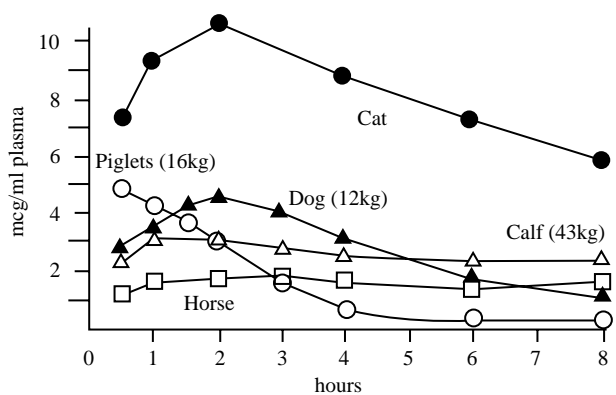 10
8
6
4
2
mcg/ml plasma
Cat
Piglets (16kg)
Dog (12kg)
Calf (43kg)
Horse
0 1 2 3 4 5 6 7 8
hours